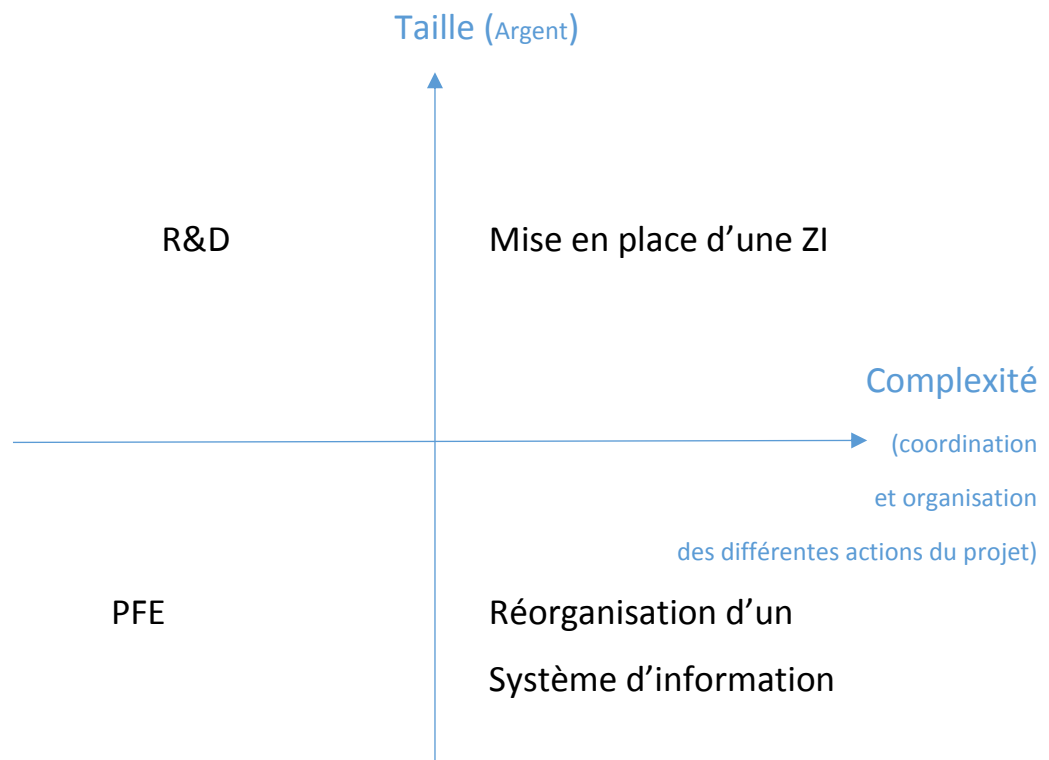 Taille (Argent)
R&D
Mise en place d’une ZI
Complexité
(coordination
et organisation
des différentes actions du projet)
PFE
Réorganisation d’un
Système d’information